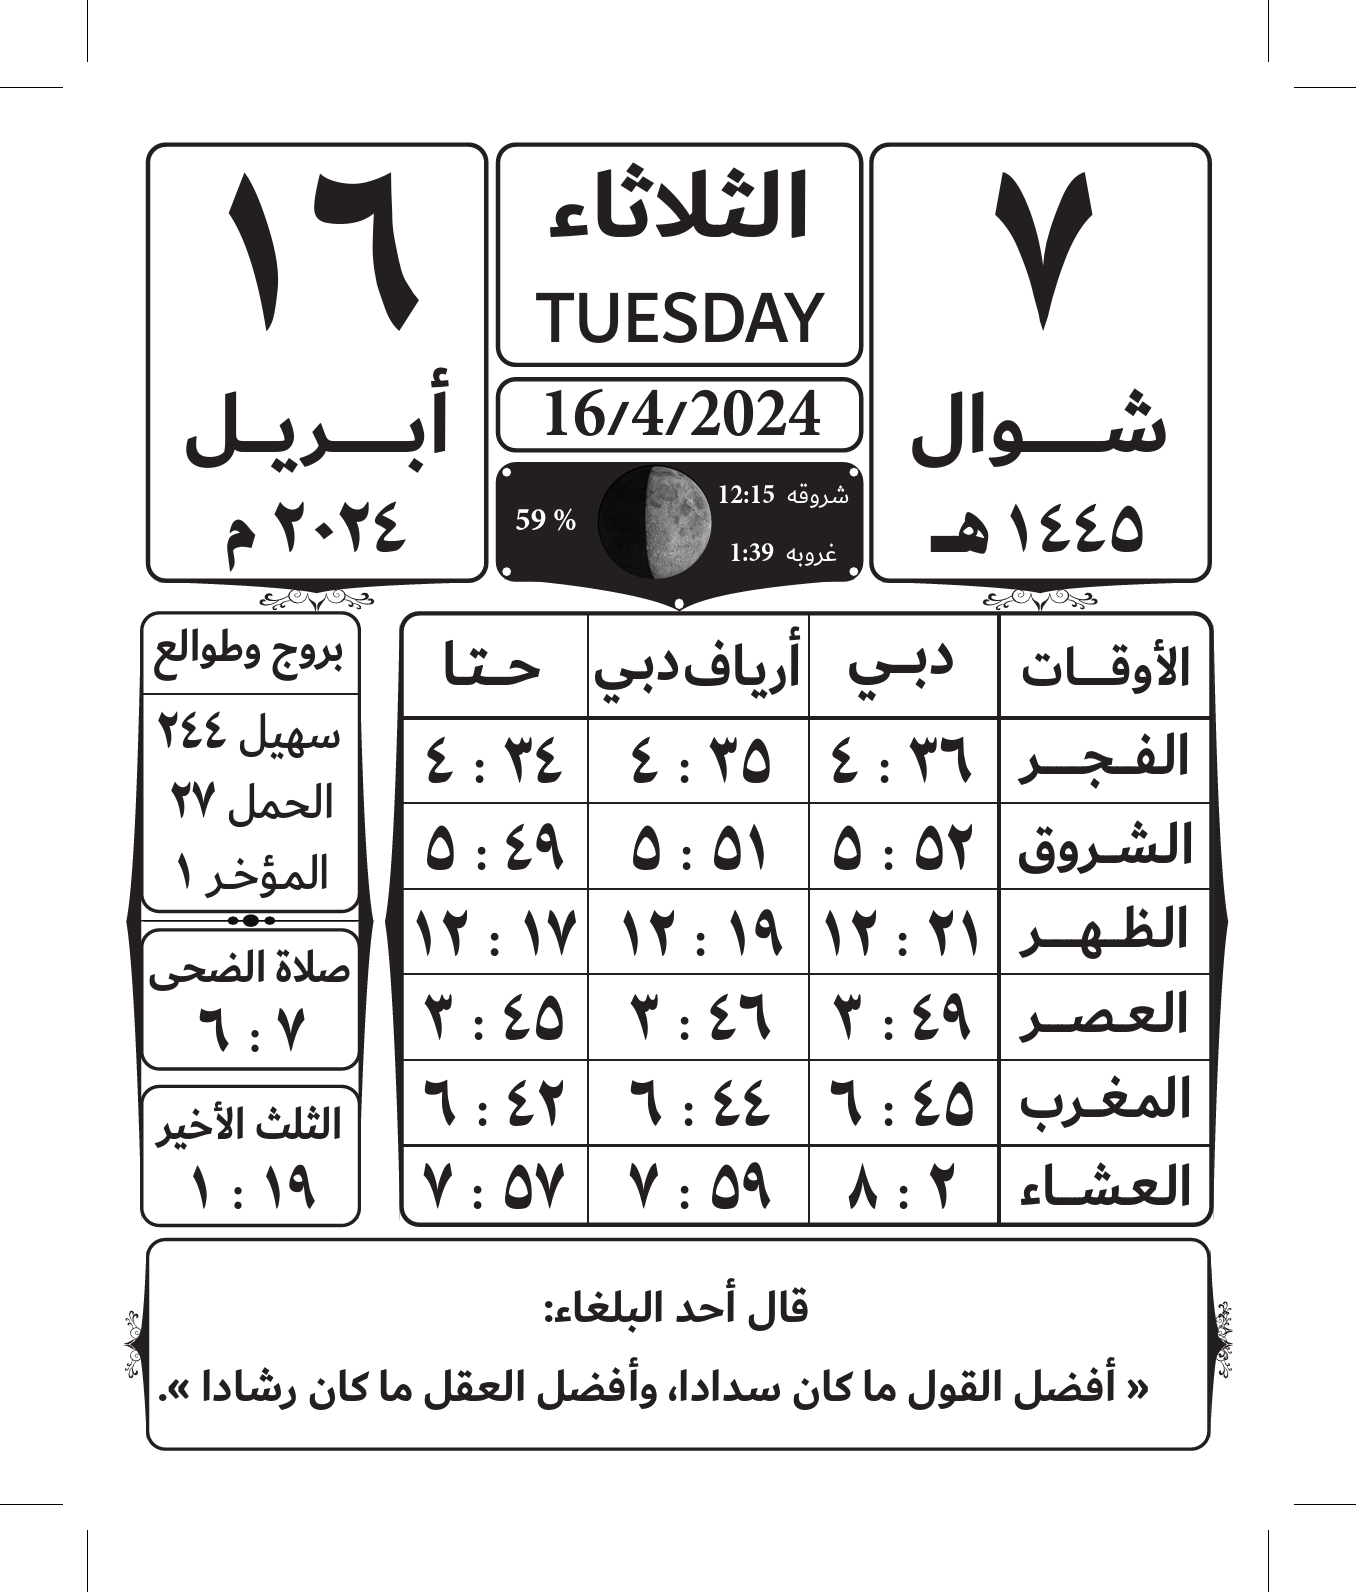 ٧
شـــوال
١٤٤٥ هـ
الثلاثاء
TUESDAY
16/4/2024
شروقه 12:15
غروبه 1:39
59 %
١٦
أبــــريــل
٢٠٢٤ م
الأوقــات دبــي أرياف دبي حـتـا
الفـجـــر ٣٦ : ٤ ٣٥ : ٤ ٣٤ : ٤
الشـروق ٥٢ : ٥ ٥١ : ٥ ٤٩ : ٥
الظـهـــر ٢١ : ١٢ ١٩ : ١٢ ١٧ : ١٢
العـصــر ٤٩ : ٣ ٤٦ : ٣ ٤٥ : ٣
المغـرب ٤٥ : ٦ ٤٤ : ٦ ٤٢ : ٦
العـشــاء ٢ : ٨ ٥٩ : ٧ ٥٧ : ٧
بروج وطوالع
سهيل ٢٤٤
الحمل ٢٧
المؤخر ١
صلاة الضحى
٧ : ٦
الثلث الأخير
١٩ : ١
قال أحد البلغاء:
« أفضل القول ما كان سدادا، وأفضل العقل ما كان رشادا ».